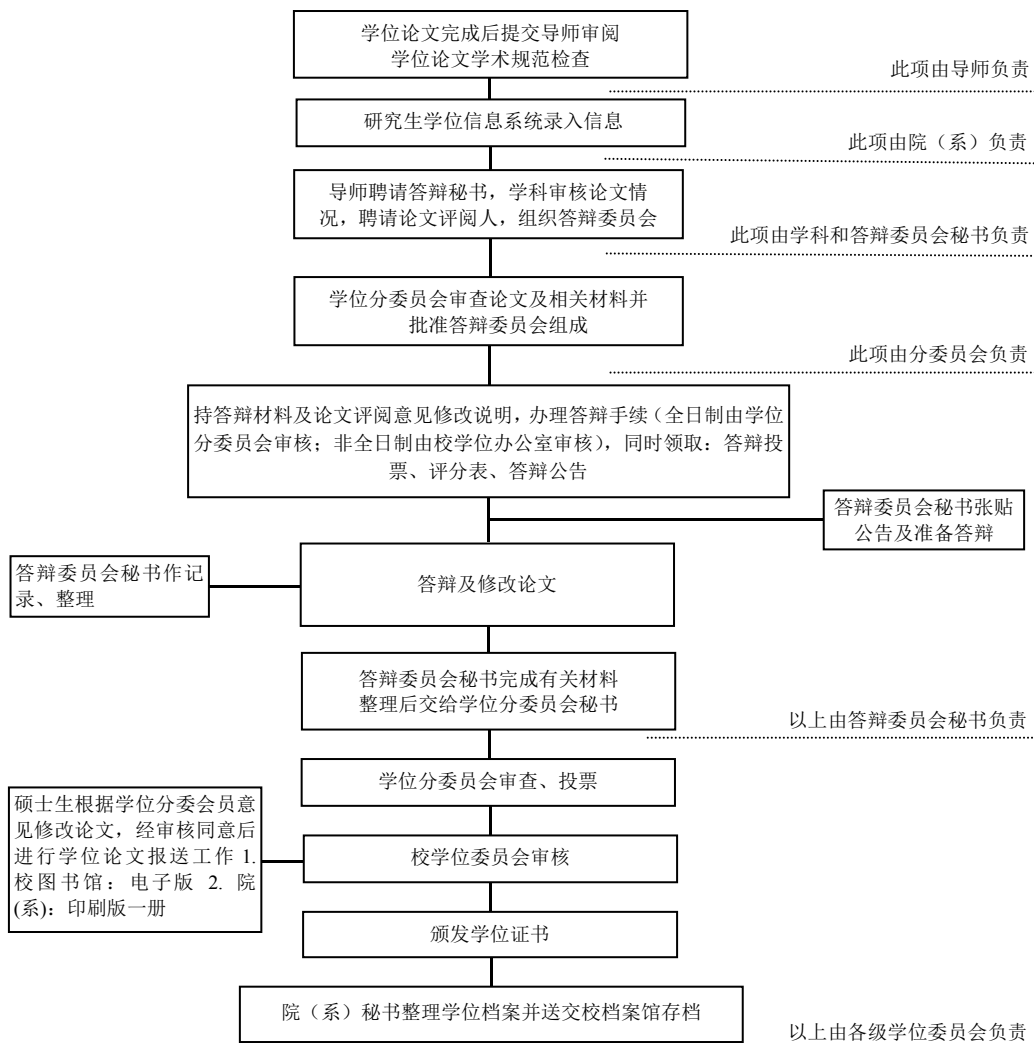 学位论文完成后提交导师审阅
学位论文学术规范检查
此项由导师负责
研究生学位信息系统录入信息
此项由院（系）负责
导师聘请答辩秘书，学科审核论文情
况，聘请论文评阅人，组织答辩委员会
此项由学科和答辩委员会秘书负责
学位分委员会审查论文及相关材料并
批准答辩委员会组成
此项由分委员会负责
持答辩材料及论文评阅意见修改说明，办理答辩手续（全日制由学位
分委员会审核；非全日制由校学位办公室审核），同时领取：答辩投
票、评分表、答辩公告
答辩委员会秘书张贴
公告及准备答辩
答辩委员会秘书作记
录、整理
答辩及修改论文
答辩委员会秘书完成有关材料
整理后交给学位分委员会秘书
以上由答辩委员会秘书负责
学位分委员会审查、投票
硕士生根据学位分委会员意
见修改论文，经审核同意后
进行学位论文报送工作 1.
校图书馆：电子版 2. 院
(系)：印刷版一册
校学位委员会审核
颁发学位证书
院（系）秘书整理学位档案并送交校档案馆存档
以上由各级学位委员会负责